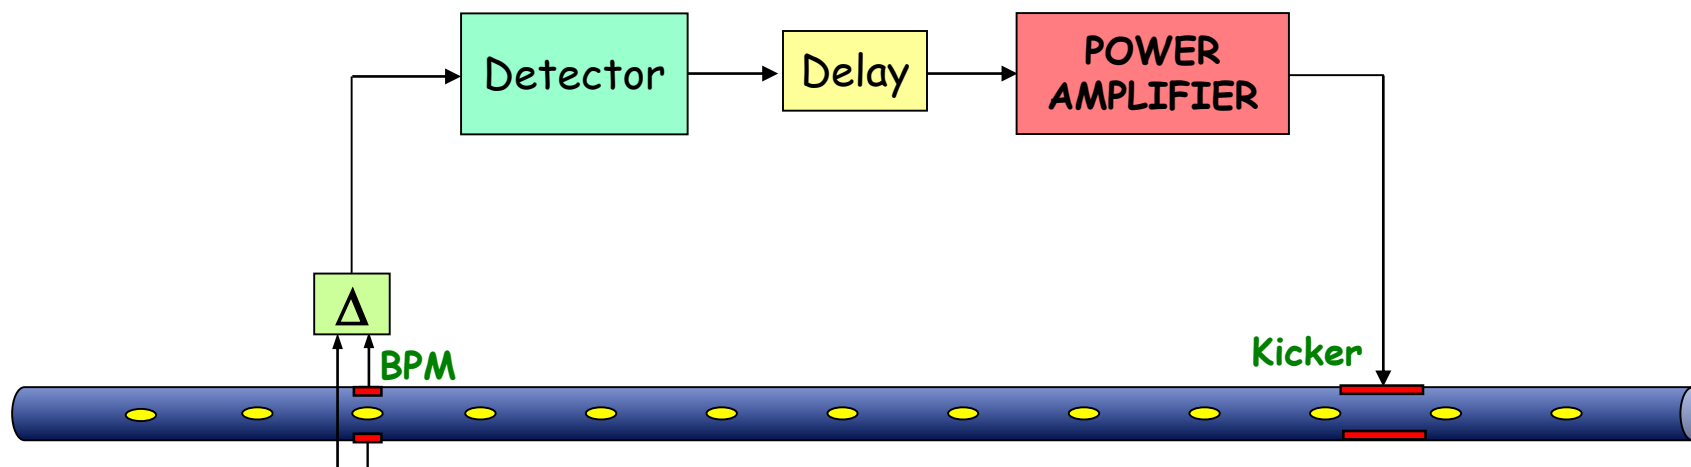 Detector
Delay
POWER
AMPLIFIER
Δ
BPM
Kicker